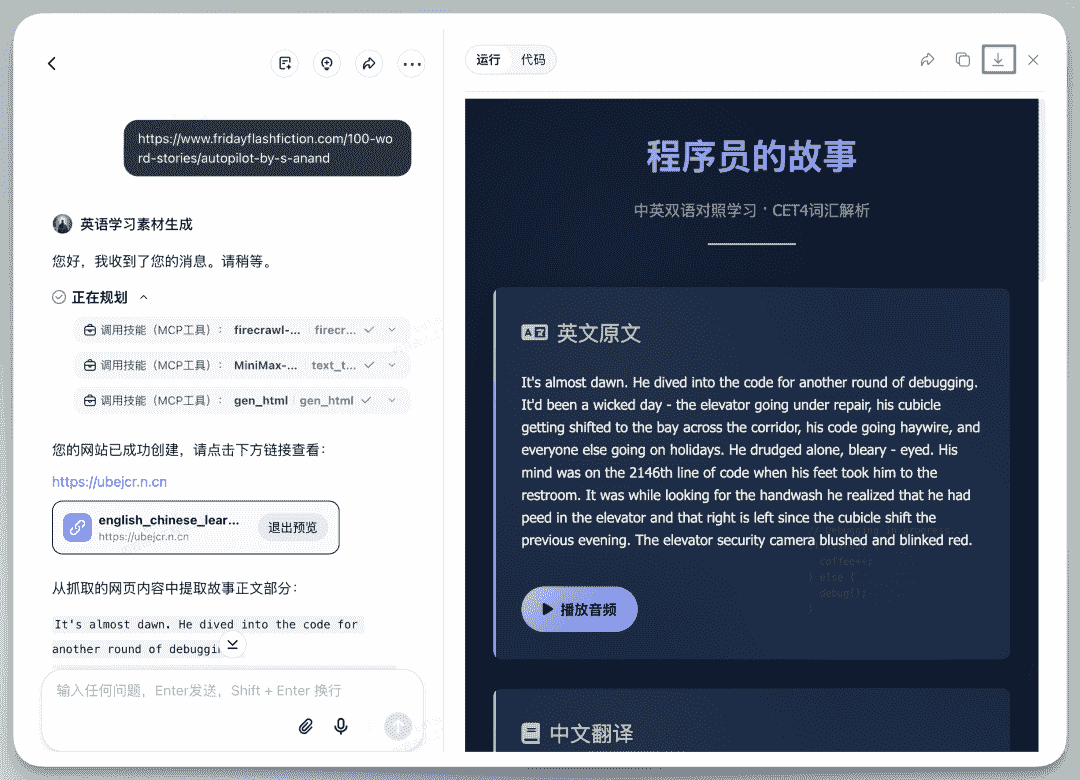 https://www.fridayflashfiction.com/100-wo
rd-stories/autopilot-by-s-anand
英语学习素材生成
您好，我收到了您的消息。请稍等。
正在规划
调用技能（MCP工具）： firecrawl-... firecr...
调用技能（MCP工具）： MiniMax-... text_t...
调用技能（MCP工具）： gen_html gen_html
您的网站已成功创建，请点击下方链接查看：
https://ubejcr.n.cn
english_chinese_lear...
https://ubejcr.n.cn
退出预览
从抓取的网页内容中提取故事正文部分：
It's almost dawn. He dived into the code for
another round of debuggi
输入任何问题，Enter发送，Shift + Enter 换行
运行 代码
程序员的故事
中英双语对照学习 · CET4词汇解析
英文原文
It's almost dawn. He dived into the code for another round of debugging.
It'd been a wicked day - the elevator going under repair, his cubicle
getting shifted to the bay across the corridor, his code going haywire, and
everyone else going on holidays. He drudged alone, bleary - eyed. His
mind was on the 2146th line of code when his feet took him to the
restroom. It was while looking for the handwash he realized that he had
peed in the elevator and that right is left since the cubicle shift the
previous evening. The elevator security camera blushed and blinked red.
coffee++;
} else {
debug();
}
播放音频
中文翻译